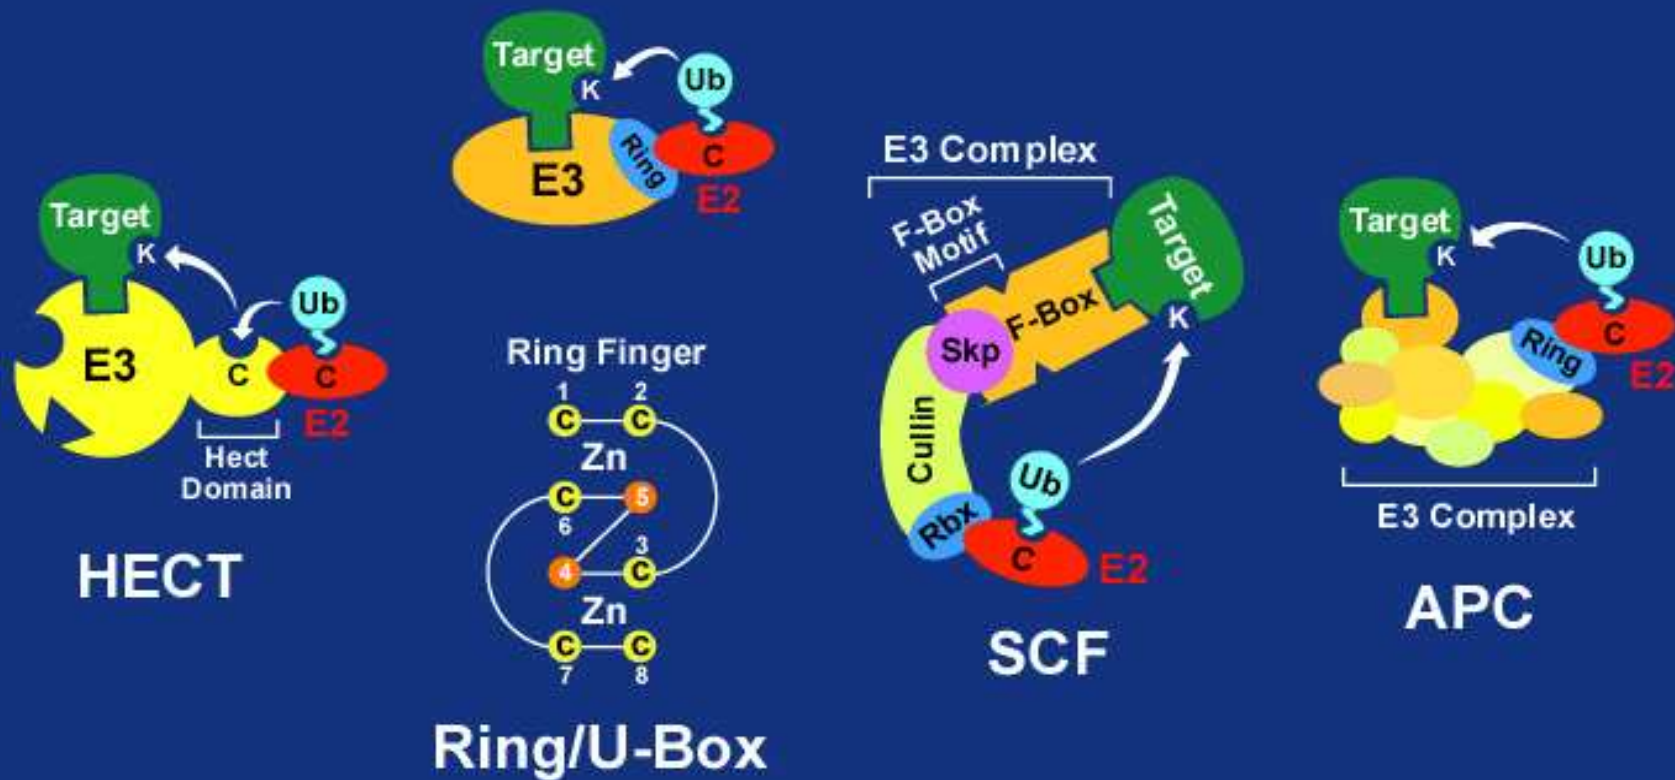 Target
K
Ub
E3
C
C
E2
Hect
Domain
HECT
Target
K
Ub
E3
Ring
C
E2
Ring Finger
1
2
C
C
Zn
C
5
6
3
4
C
Zn
C
C
7
8
Ring/U-Box
E3 Complex
F-Box
Motif
Target
K
F-Box
Skp
Cullin
Ub
Rbx
C
E2
SCF
Target
K
Ub
Ring
C
E2
E3 Complex
APC